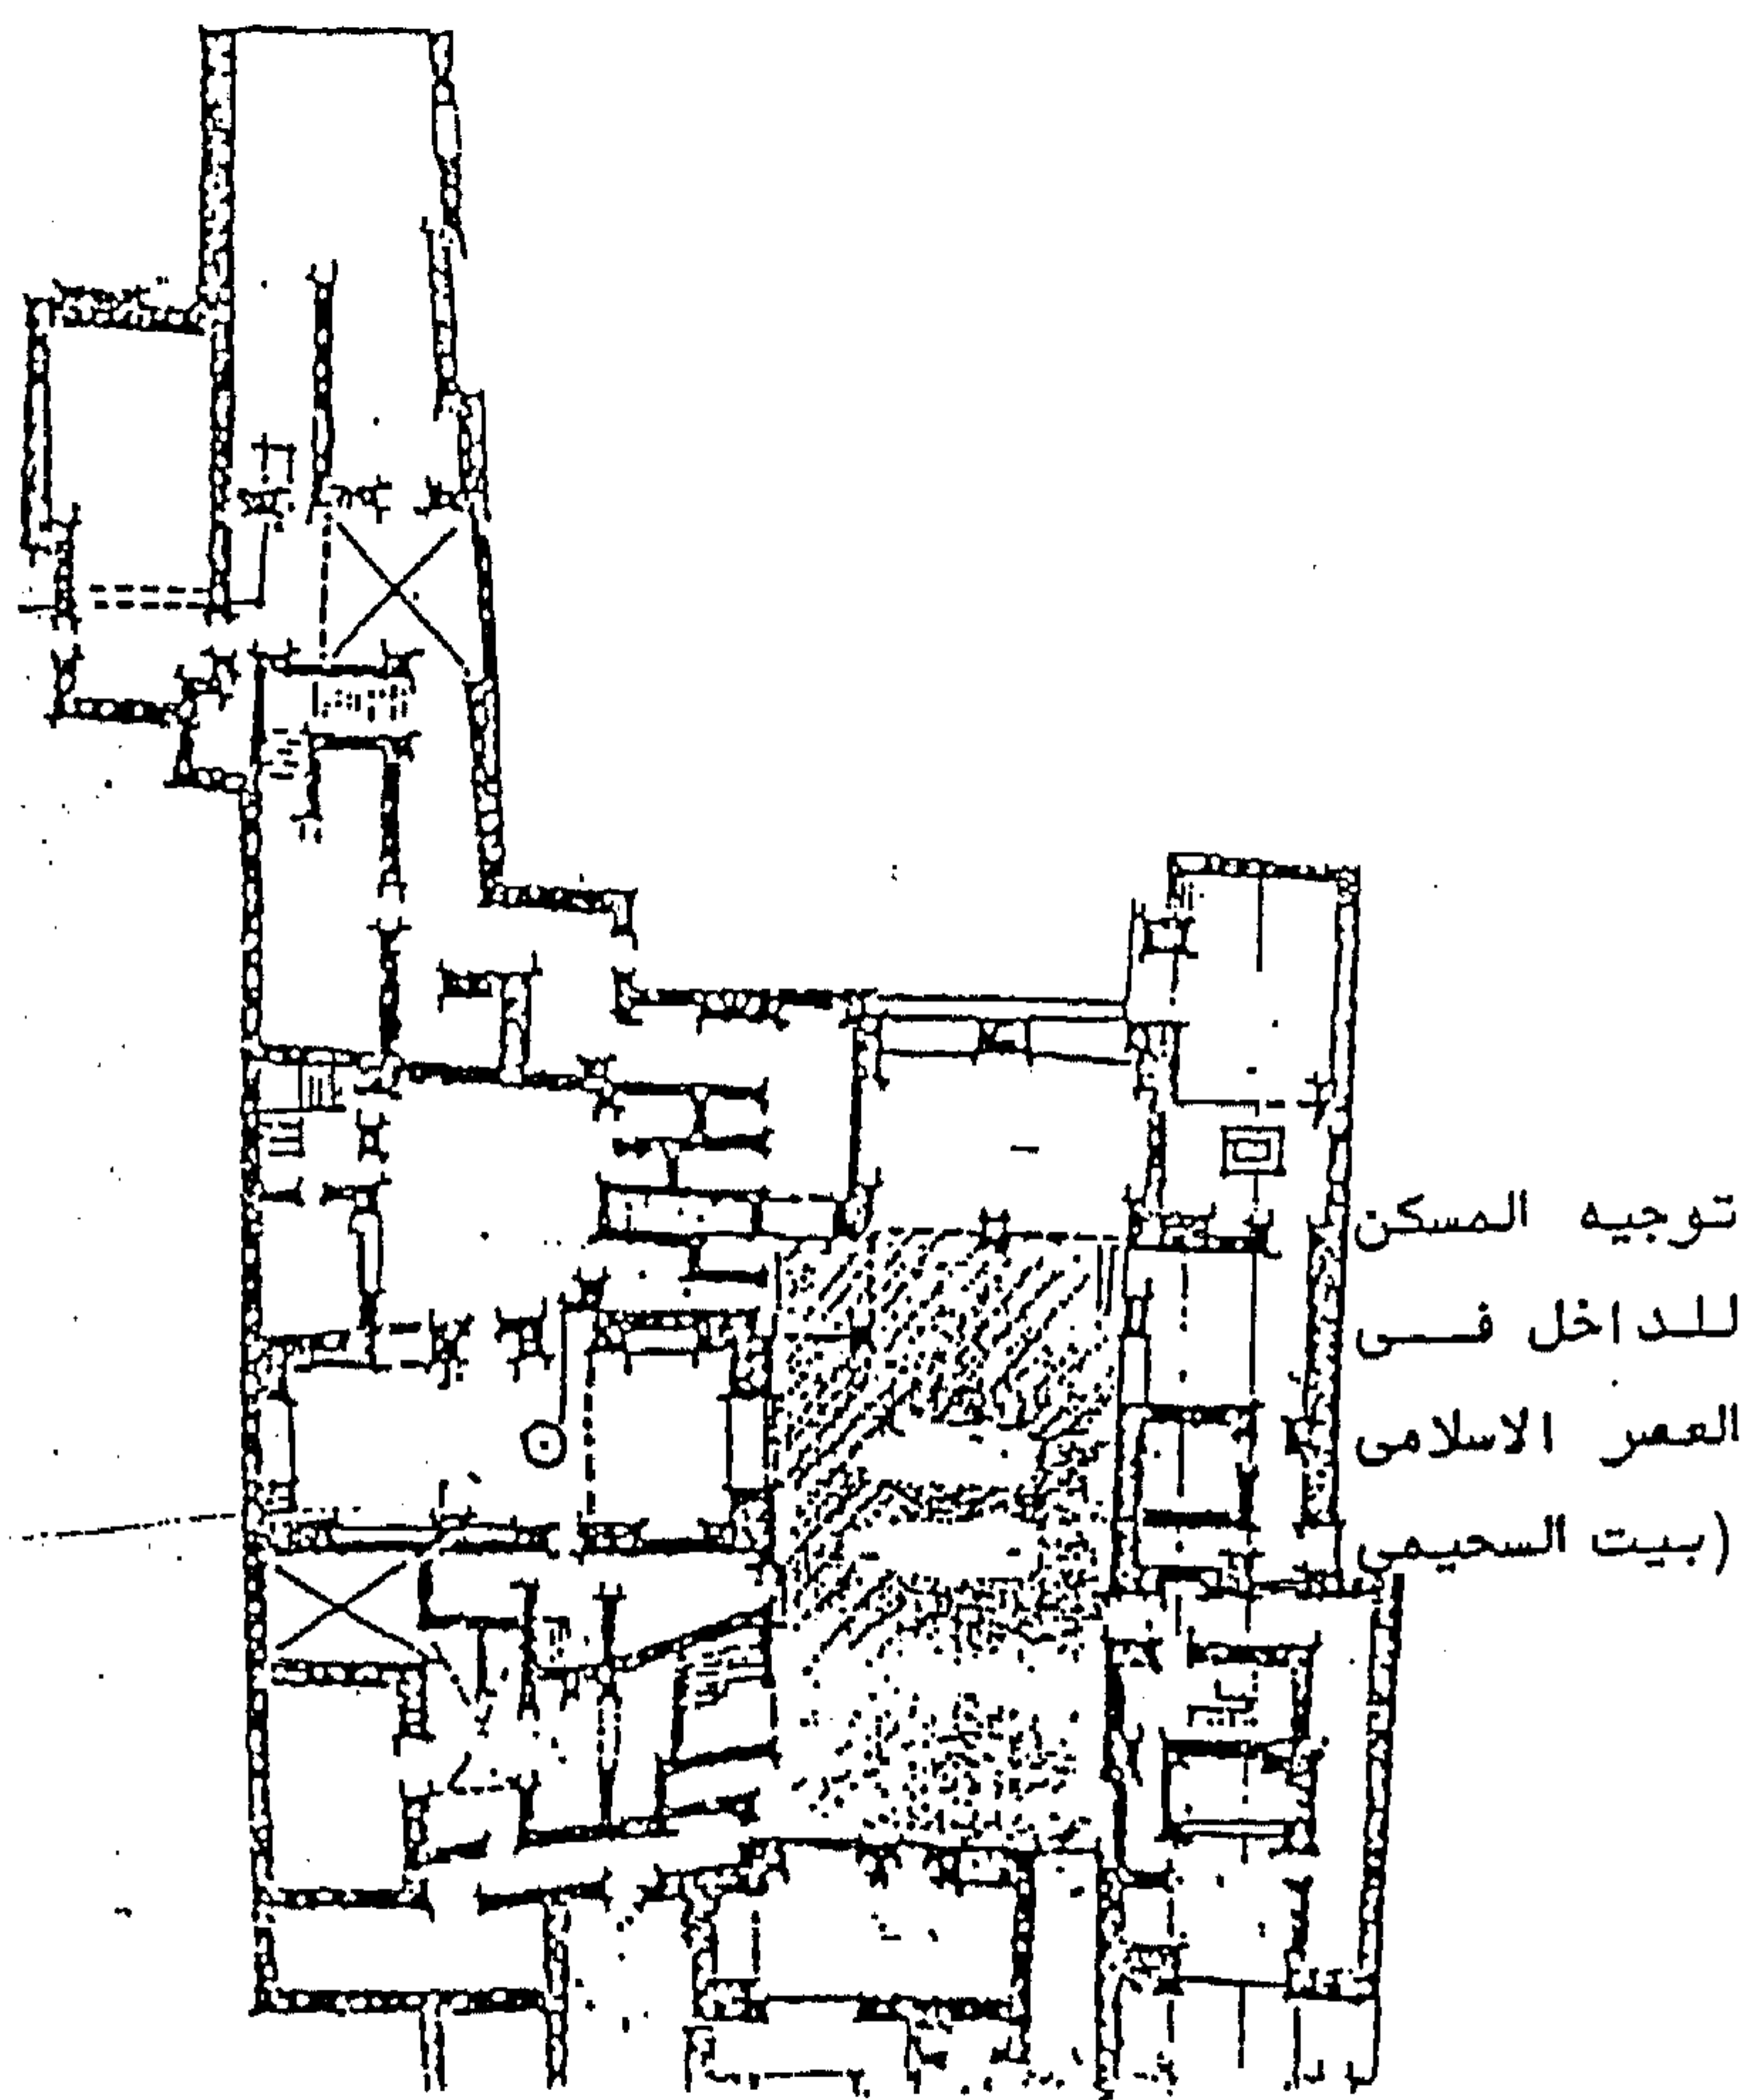 توجيه المسكن
للداخل فى
العصر الاسلامى
(بيت السحيمى